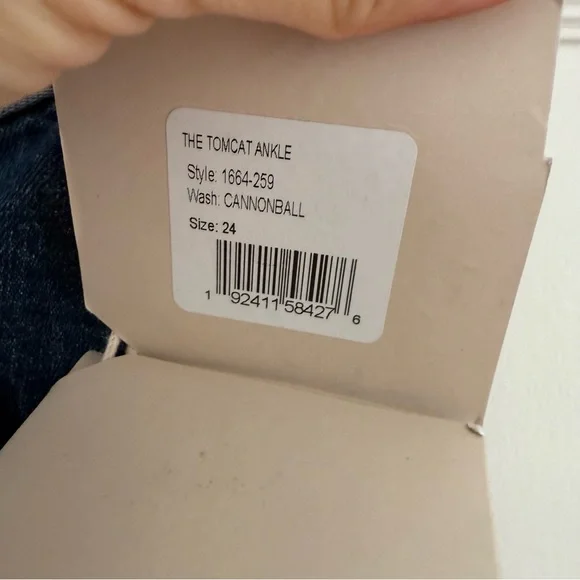 THE TOMCAT ANKLE
Style: 1664-259
Wash: CANNONBALL
Size: 24
1 92411 58427 6